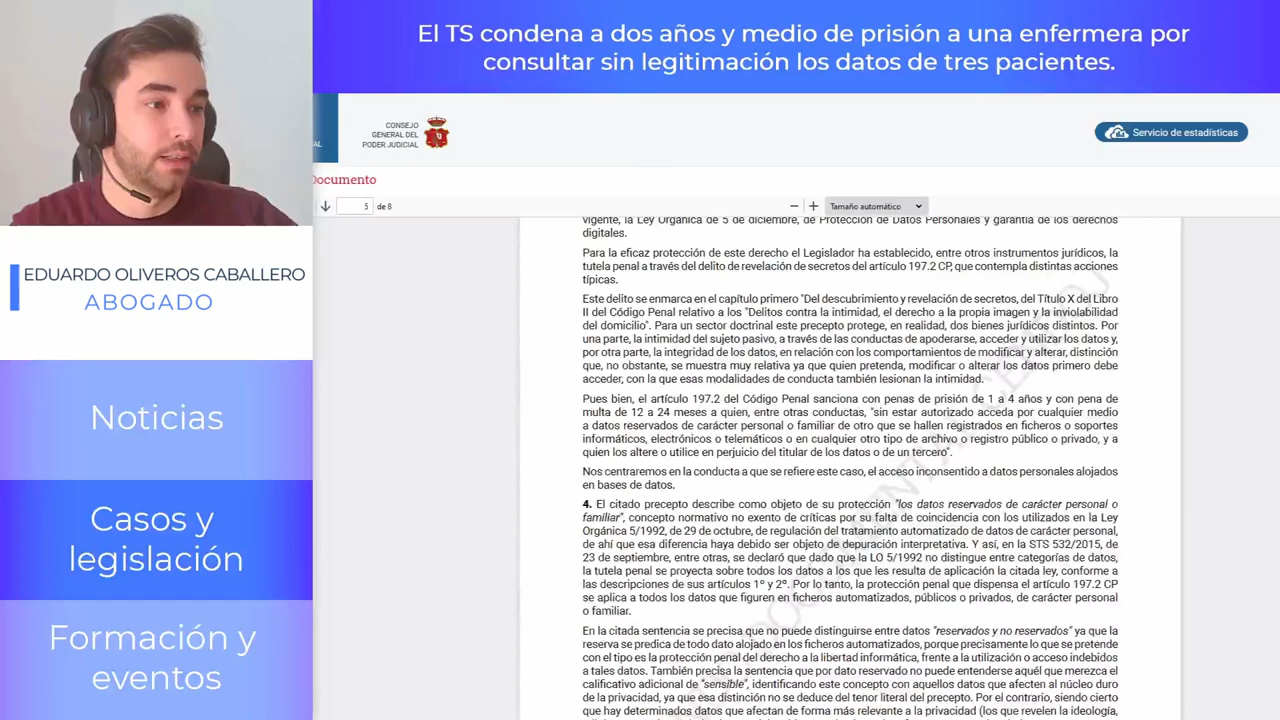 El TS condena a dos años y medio de prisión a una enfermera por
consultar sin legitimación los datos de tres pacientes.
CONSEJO
GENERAL DEL
PODER JUDICIAL
Servicio de estadísticas
AL
Documento
5 de 8
Tamaño automático
EDUARDO OLIVEROS CABALLERO
ABOGADO
Noticias
Casos y
legislación
Formación y
eventos
vigente, la Ley Orgánica de 5 de diciembre, de Protección de Datos Personales y garantía de los derechos
digitales.
Para la eficaz protección de este derecho el Legislador ha establecido, entre otros instrumentos jurídicos, la
tutela penal a través del delito de revelación de secretos del artículo 197.2 CP, que contempla distintas acciones
típicas.
Este delito se enmarca en el capítulo primero "Del descubrimiento y revelación de secretos, del Título X del Libro
II del Código Penal relativo a los "Delitos contra la intimidad, el derecho a la propia imagen y la inviolabilidad
del domicilio". Para un sector doctrinal este precepto protege, en realidad, dos bienes jurídicos distintos. Por
una parte, la intimidad del sujeto pasivo, a través de las conductas de apoderarse, acceder y utilizar los datos y,
por otra parte, la integridad de los datos, en relación con los comportamientos de modificar y alterar, distinción
que, no obstante, se muestra muy relativa ya que quien pretenda, modificar o alterar los datos primero debe
acceder, con la que esas modalidades de conducta también lesionan la intimidad.
Pues bien, el artículo 197.2 del Código Penal sanciona con penas de prisión de 1 a 4 años y con pena de
multa de 12 a 24 meses a quien, entre otras conductas, "sin estar autorizado acceda por cualquier medio
a datos reservados de carácter personal o familiar de otro que se hallen registrados en ficheros o soportes
informáticos, electrónicos o telemáticos o en cualquier otro tipo de archivo o registro público o privado, y a
quien los altere o utilice en perjuicio del titular de los datos o de un tercero".
Nos centraremos en la conducta a que se refiere este caso, el acceso inconsentido a datos personales alojados
en bases de datos.
4. El citado precepto describe como objeto de su protección "los datos reservados de carácter personal o
familiar", concepto normativo no exento de críticas por su falta de coincidencia con los utilizados en la Ley
Orgánica 5/1992, de 29 de octubre, de regulación del tratamiento automatizado de datos de carácter personal,
de ahí que esa diferencia haya debido ser objeto de depuración interpretativa. Y así, en la STS 532/2015, de
23 de septiembre, entre otras, se declaró que dado que la LO 5/1992 no distingue entre categorías de datos,
la tutela penal se proyecta sobre todos los datos a los que les resulta de aplicación la citada ley, conforme a
las descripciones de sus artículos 1º y 2º. Por lo tanto, la protección penal que dispensa el artículo 197.2 CP
se aplica a todos los datos que figuren en ficheros automatizados, públicos o privados, de carácter personal
o familiar.
En la citada sentencia se precisa que no puede distinguirse entre datos "reservados y no reservados" ya que la
reserva se predica de todo dato alojado en los ficheros automatizados, porque precisamente lo que se pretende
con el tipo es la protección penal del derecho a la libertad informática, frente a la utilización o acceso indebidos
a tales datos. También precisa la sentencia que por dato reservado no puede entenderse aquél que merezca el
calificativo adicional de "sensible", identificando este concepto con aquellos datos que afecten al núcleo duro
de la privacidad, ya que esa distinción no se deduce del tenor literal del precepto. Por el contrario, siendo cierto
que hay determinados datos que afectan de forma más relevante a la privacidad (los que revelen la ideología,